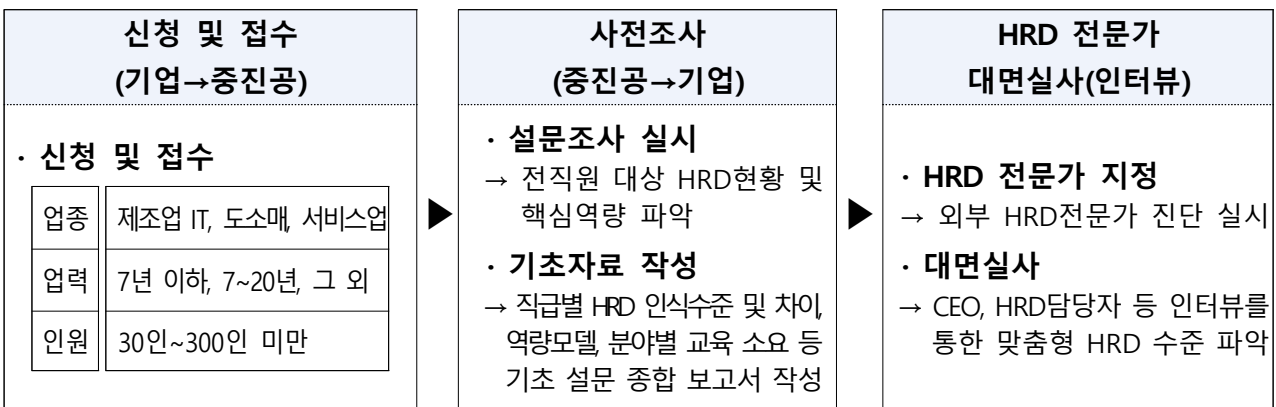 신청 및 접수
(기업→중진공)
· 신청 및 접수
업종 제조업 IT, 도소매, 서비스업
업력 7년 이하, 7~20년, 그 외
인원 30인~300인 미만
▶
사전조사
(중진공→기업)
· 설문조사 실시
→ 전직원 대상 HRD현황 및
핵심역량 파악
· 기초자료 작성
→ 직급별 HRD 인식수준 및 차이,
역량모델, 분야별 교육 소요 등
기초 설문 종합 보고서 작성
▶
HRD 전문가
대면실사(인터뷰)
· HRD 전문가 지정
→ 외부 HRD전문가 진단 실시
· 대면실사
→ CEO, HRD담당자 등 인터뷰를
통한 맞춤형 HRD 수준 파악